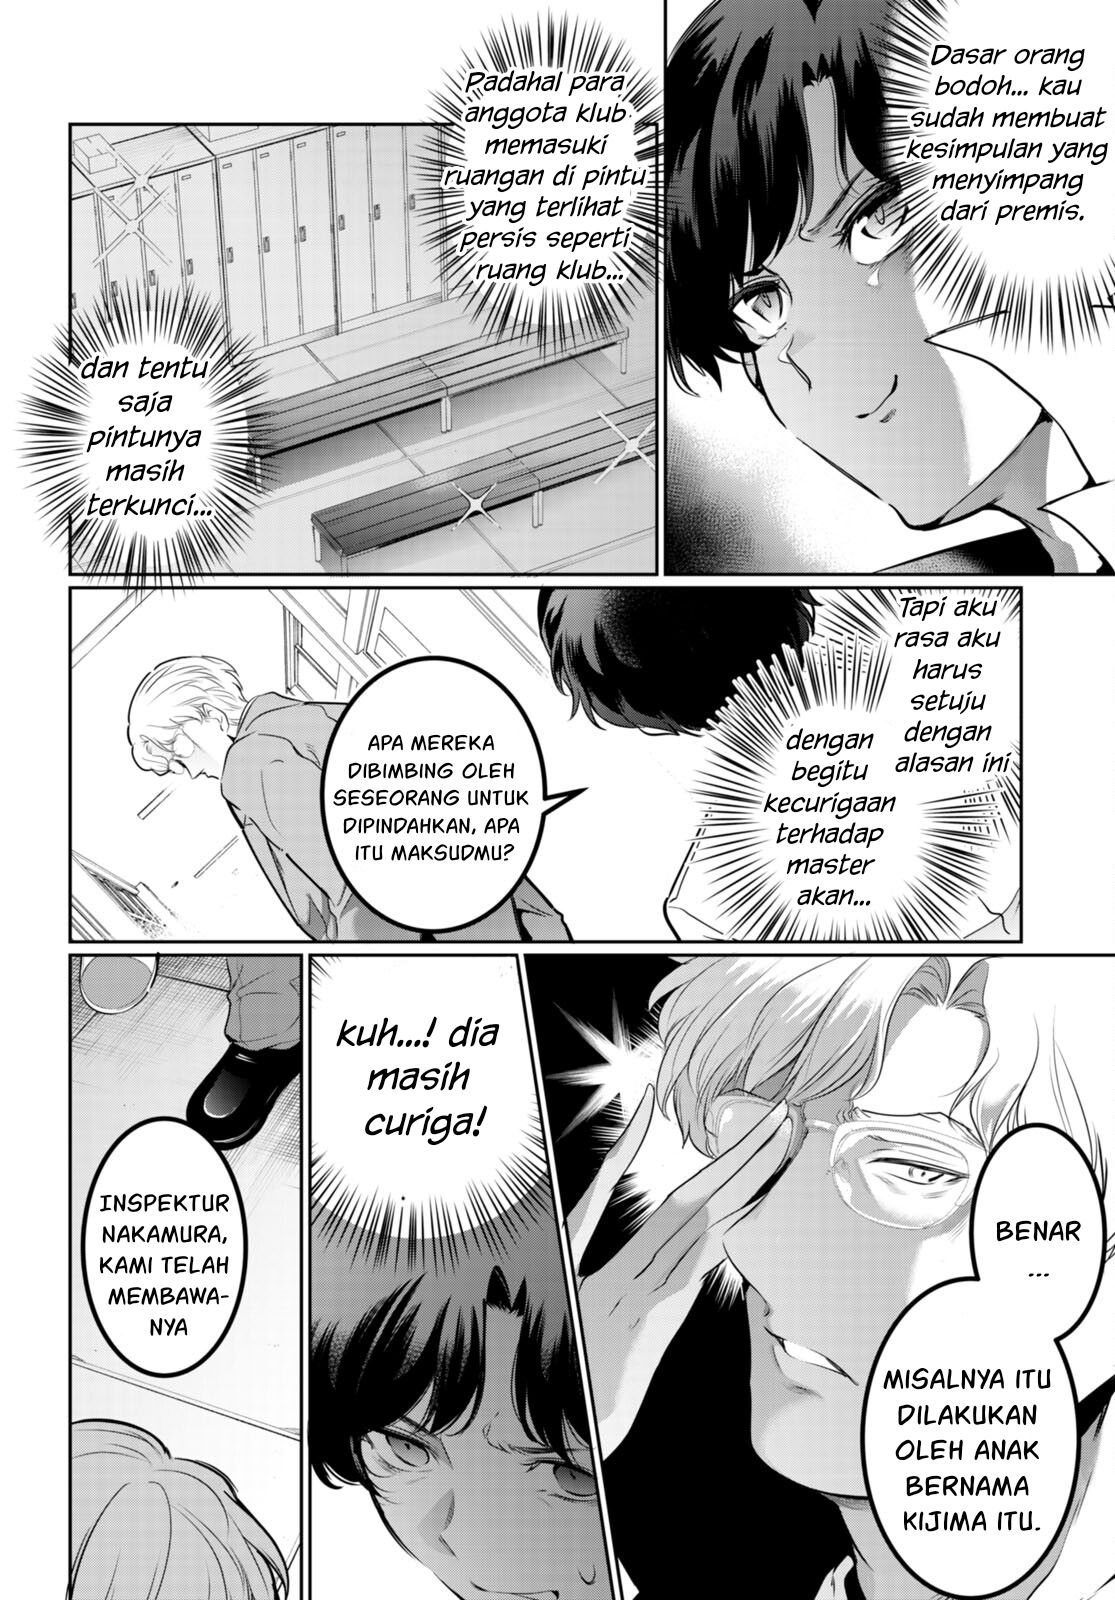 Dasar orang
bodoh... kau
sudah membuat
kesimpulan yang
menyimpang
dari premis.
Padahal para
anggota klub
memasuki
ruangan di pintu
yang terlihat
persis seperti
ruang klub...
dan tentu
saja
pintunya
masih
terkunci...
Tapi aku
rasa aku
harus
setuju
dengan
alasan ini
dengan
begitu
kecurigaan
terhadap
master
akan...
APA MEREKA
DIBIMBING OLEH
SESEORANG UNTUK
DIPINDAHKAN, APA
ITU MAKSUDMU?
BENAR
...
MISALNYA ITU
DILAKUKAN
OLEH ANAK
BERNAMA
KIJIMA ITU.
kuh...! dia
masih
curiga!
INSPEKTUR
NAKAMURA,
KAMI TELAH
MEMBAWA-
NYA